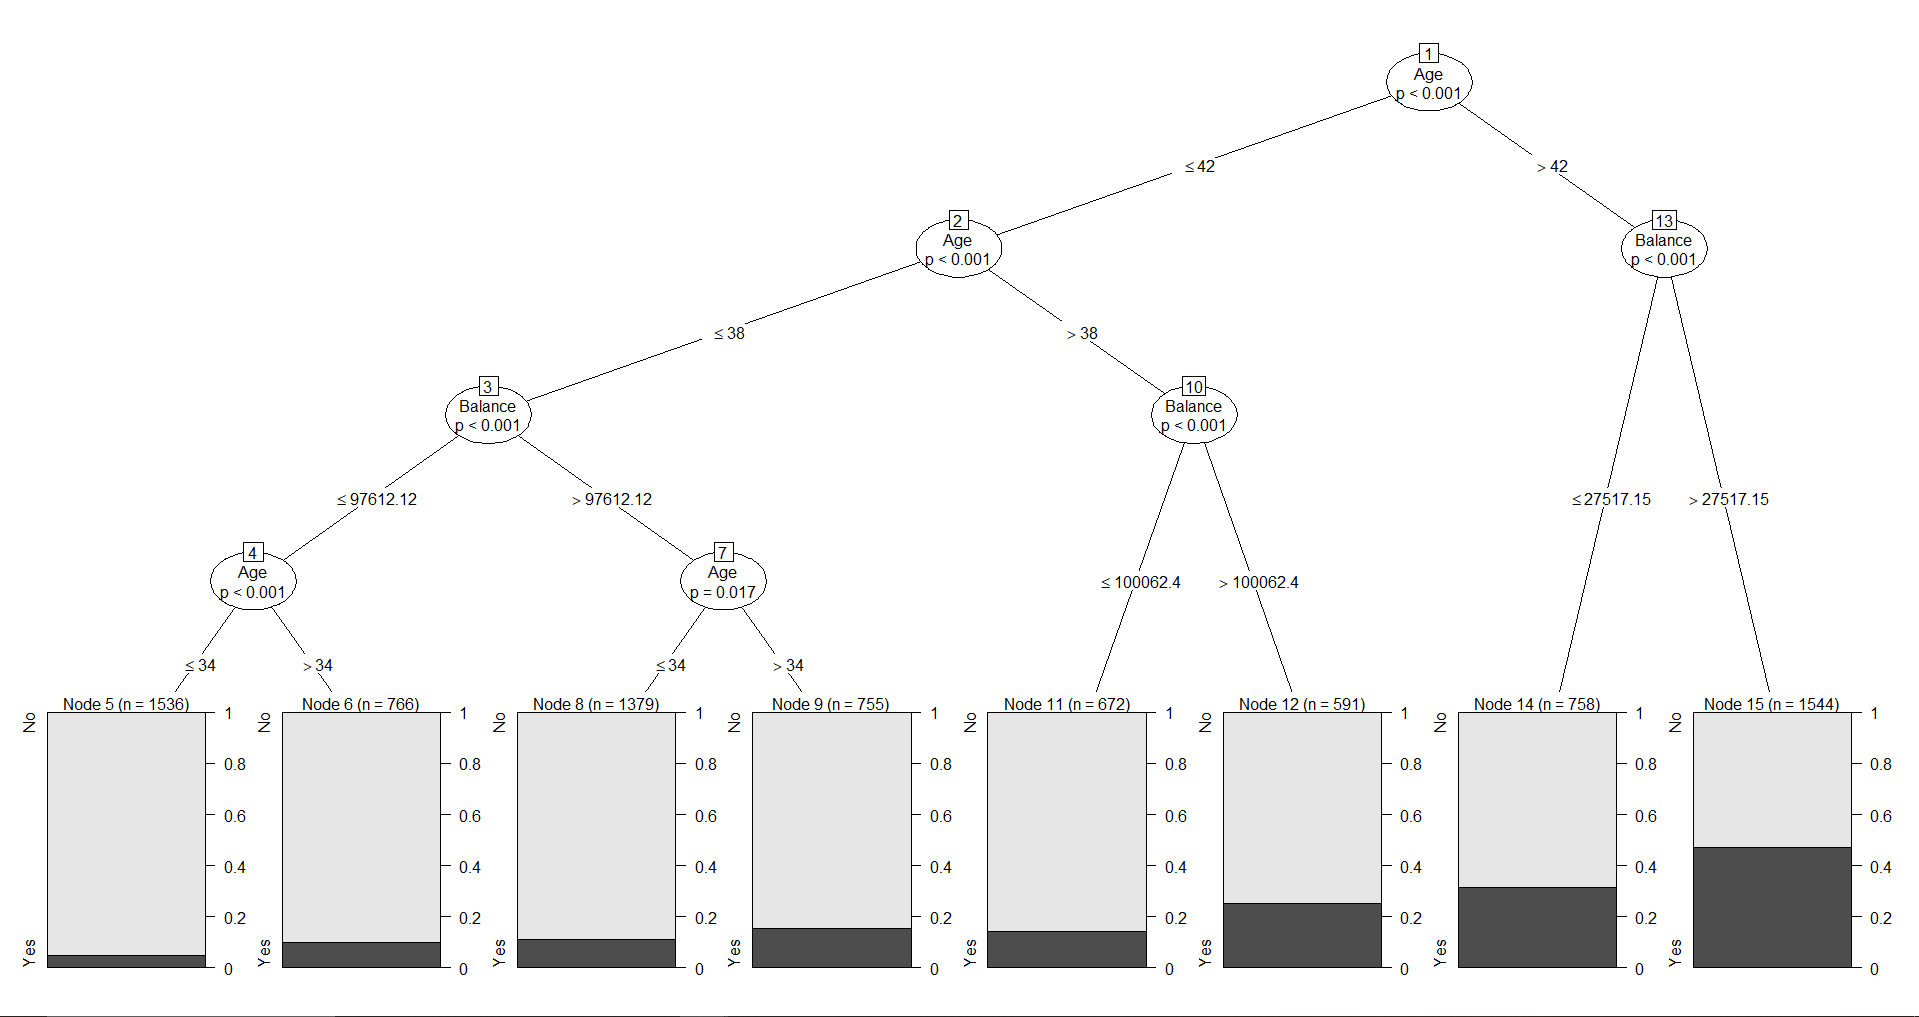 1
Age
p < 0.001
≤ 42
> 42
2
Age
p < 0.001
13
Balance
p < 0.001
≤ 38
> 38
3
Balance
p < 0.001
10
Balance
p < 0.001
≤ 97612.12
> 97612.12
≤ 27517.15
> 27517.15
4
Age
p < 0.001
7
Age
p = 0.017
≤ 100062.4
> 100062.4
≤ 34
> 34
≤ 34
> 34
Node 5 (n = 1536)
No
Yes
1
0.8
0.6
0.4
0.2
0
Node 6 (n = 766)
No
Yes
1
0.8
0.6
0.4
0.2
0
Node 8 (n = 1379)
No
Yes
1
0.8
0.6
0.4
0.2
0
Node 9 (n = 755)
No
Yes
1
0.8
0.6
0.4
0.2
0
Node 11 (n = 672)
No
Yes
1
0.8
0.6
0.4
0.2
0
Node 12 (n = 591)
No
Yes
1
0.8
0.6
0.4
0.2
0
Node 14 (n = 758)
No
Yes
1
0.8
0.6
0.4
0.2
0
Node 15 (n = 1544)
No
Yes
1
0.8
0.6
0.4
0.2
0